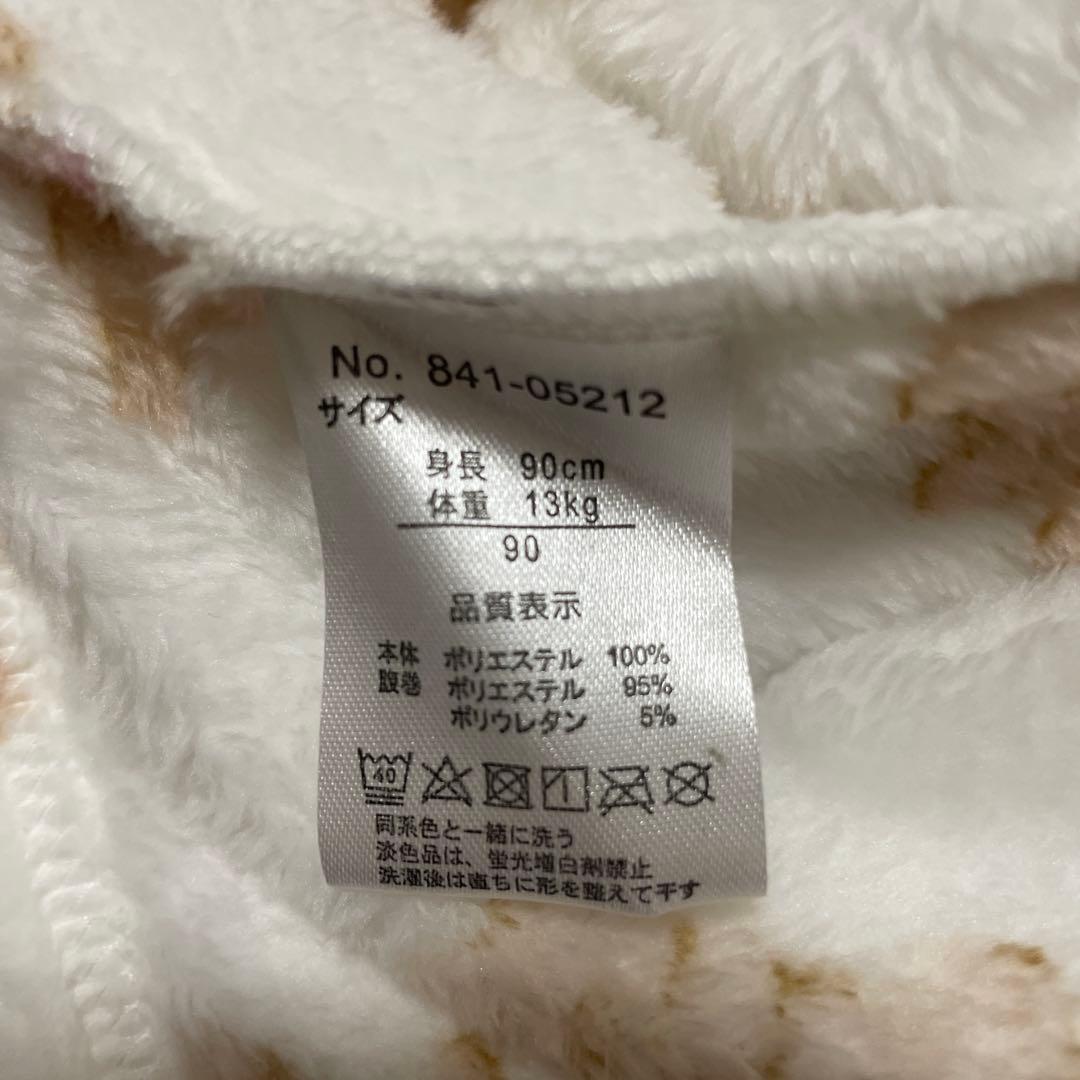 No. 841-05212
サイズ
身長 90cm
体重 13kg
90
品質表示
本体 ポリエステル 100%
腹巻 ポリエステル 95%
ポリウレタン 5%
40
同系色と一緒に洗う
淡色品は、蛍光増白剤禁止
洗濯後は直ちに形を整えて干す